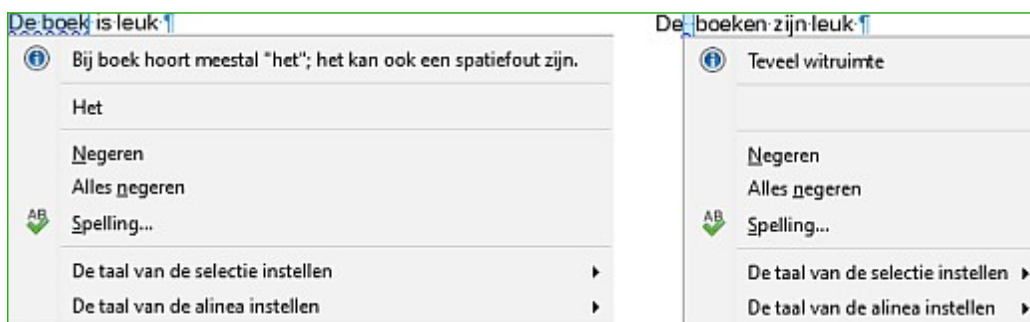 De boek is leuk ¶
Bij boek hoort meestal "het"; het kan ook een spatiefout zijn.
Het
Negeren
Alles negeren
Spelling...
De taal van de selectie instellen
De taal van de alinea instellen
De  boeken zijn leuk ¶
Teveel witruimte
Negeren
Alles negeren
Spelling...
De taal van de selectie instellen
De taal van de alinea instellen